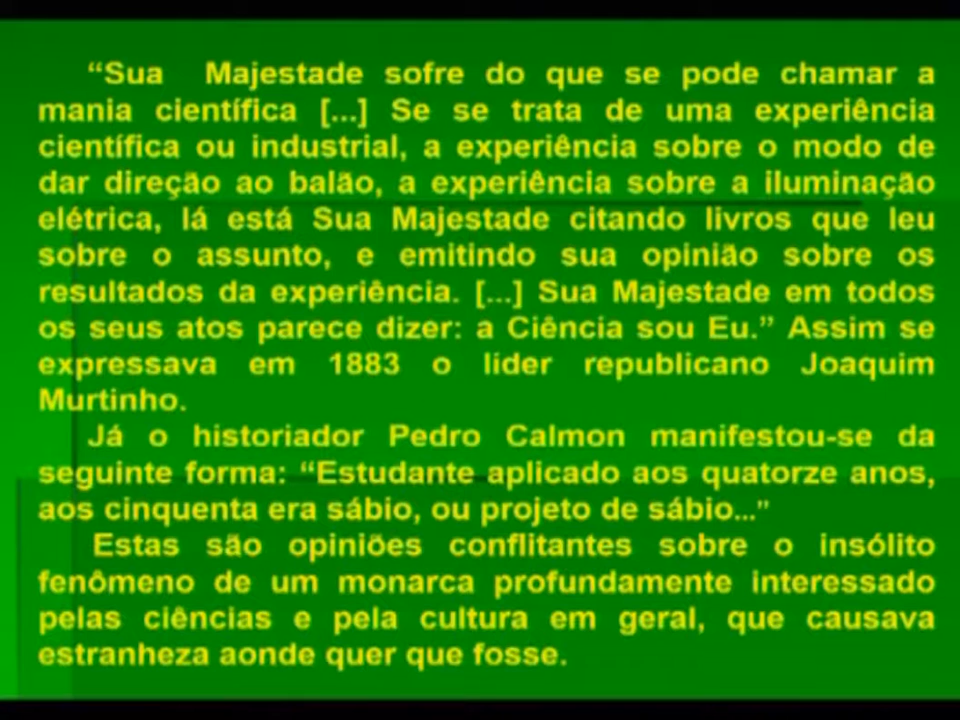 “Sua Majestade sofre do que se pode chamar a
mania científica [...] Se se trata de uma experiência
científica ou industrial, a experiência sobre o modo de
dar direção ao balão, a experiência sobre a iluminação
elétrica, lá está Sua Majestade citando livros que leu
sobre o assunto, e emitindo sua opinião sobre os
resultados da experiência. [...] Sua Majestade em todos
os seus atos parece dizer: a Ciência sou Eu.” Assim se
expressava em 1883 o líder republicano Joaquim
Murtinho.
Já o historiador Pedro Calmon manifestou-se da
seguinte forma: “Estudante aplicado aos quatorze anos,
aos cinquenta era sábio, ou projeto de sábio...”
Estas são opiniões conflitantes sobre o insólito
fenômeno de um monarca profundamente interessado
pelas ciências e pela cultura em geral, que causava
estranheza aonde quer que fosse.